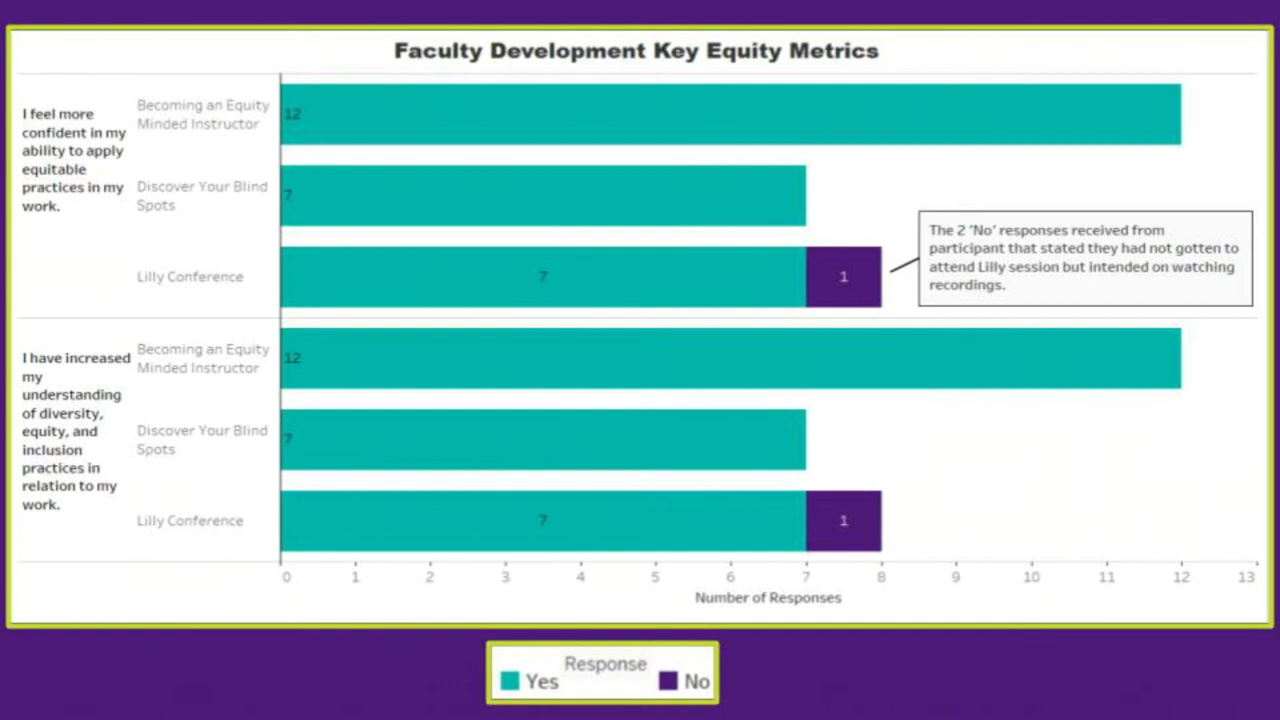 Faculty Development Key Equity Metrics
I feel more
confident in my
ability to apply
equitable
practices in my
work.
Becoming an Equity
Minded Instructor
12
Discover Your Blind
Spots
7
Lilly Conference
7
1
The 2 'No' responses received from
participant that stated they had not gotten to
attend Lilly session but intended on watching
recordings.
I have increased
my
understanding
of diversity,
equity, and
inclusion
practices in
relation to my
work.
Becoming an Equity
Minded Instructor
12
Discover Your Blind
Spots
7
Lilly Conference
7
1
0 1 2 3 4 5 6 7 8 9 10 11 12 13
Number of Responses
Response
Yes No